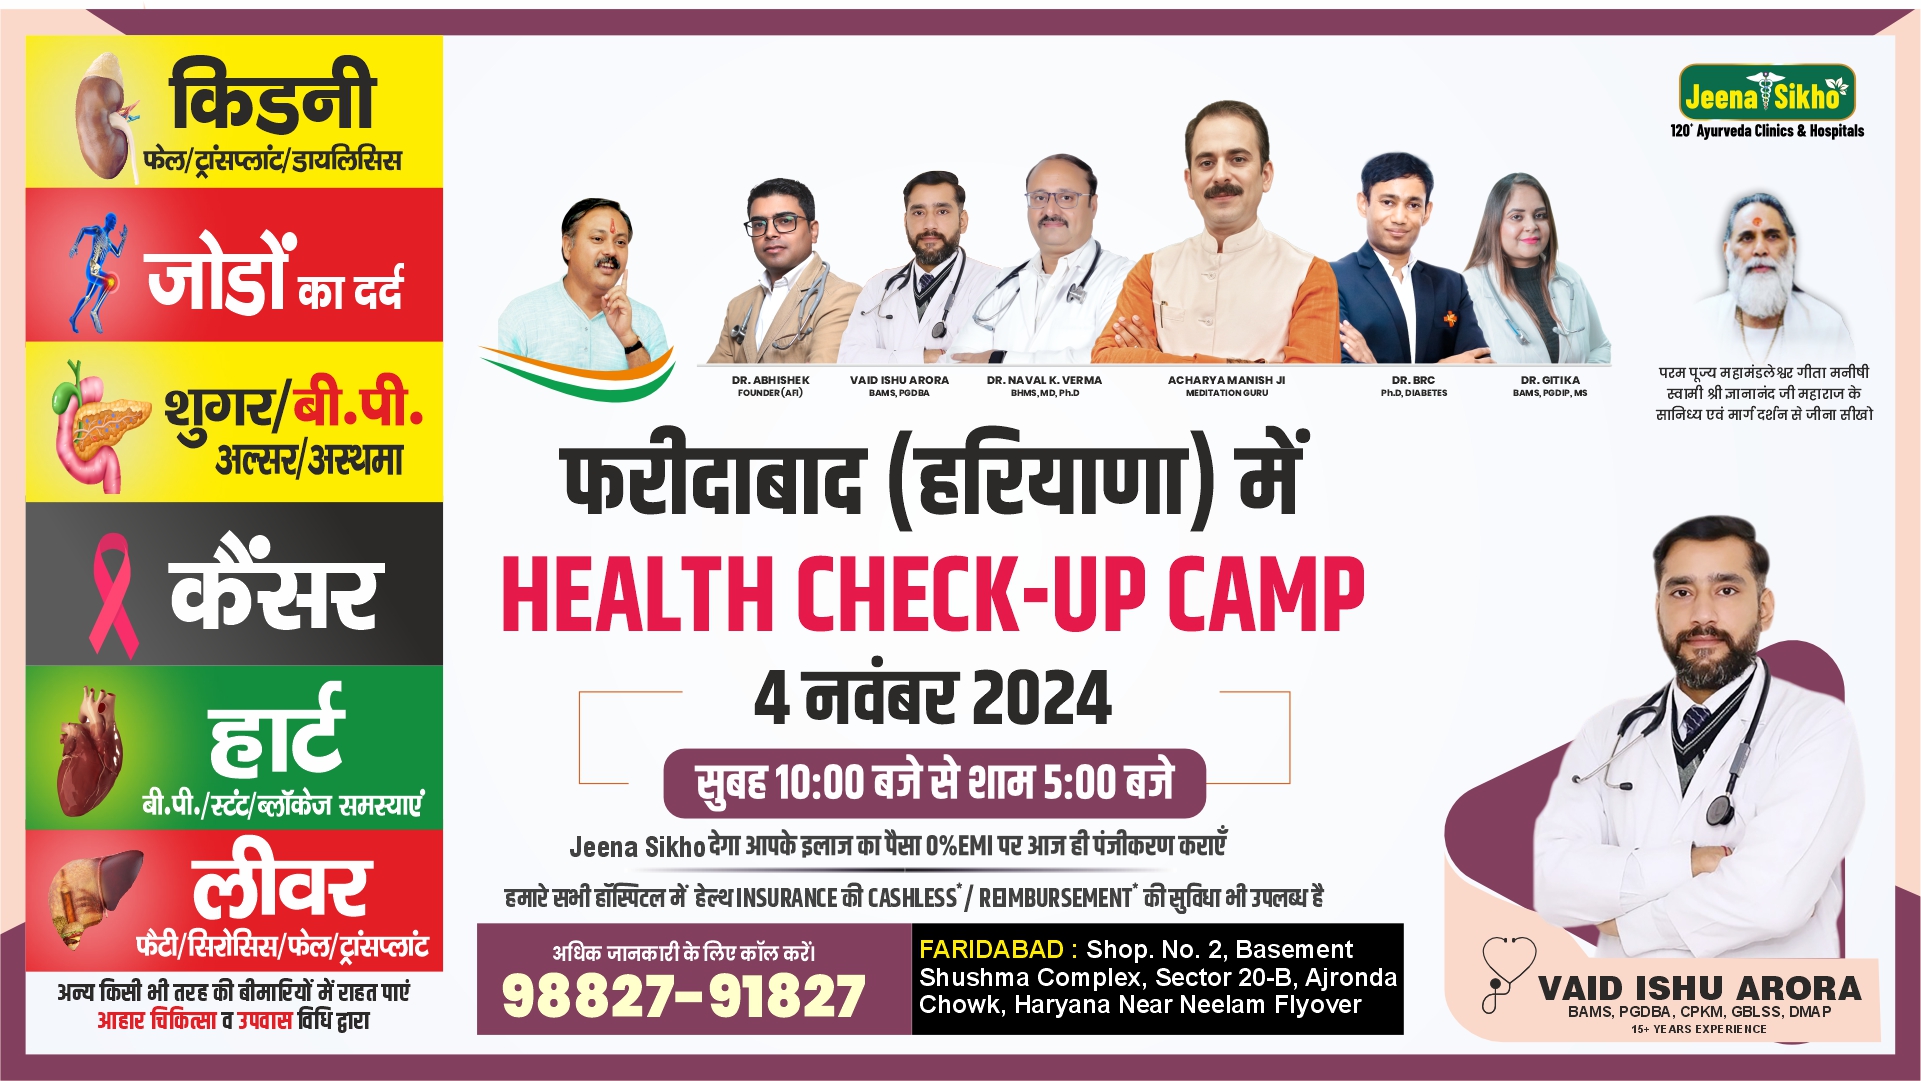 किडनी
फेल/ट्रांसप्लांट/डायलिसिस
जोडों का दर्द
शुगर/बी.पी.
अल्सर/अस्थमा
कैंसर
हार्ट
बी.पी./स्टंट/ब्लॉकेज समस्याएं
लीवर
फैटी/सिरोसिस/फेल/ट्रांसप्लांट
अन्य किसी भी तरह की बीमारियों में राहत पाएं
आहार चिकित्सा व उपवास विधि द्वारा
Jeena Sikho
120+ Ayurveda Clinics & Hospitals
DR. ABHISHEK
FOUNDER (AFI)
VAID ISHU ARORA
BAMS, PGDBA
DR. NAVAL K. VERMA
BHMS, MD, Ph.D
ACHARYA MANISH JI
MEDITATION GURU
DR. BRC
Ph.D, DIABETES
DR. GITIKA
BAMS, PGDIP, MS
परम पूज्य महामंडलेश्वर गीता मनीषी
स्वामी श्री ज्ञानानंद जी महाराज के
सानिध्य एवं मार्ग दर्शन से जीना सीखो
फरीदाबाद (हरियाणा) में
HEALTH CHECK-UP CAMP
4 नवंबर 2024
सुबह 10:00 बजे से शाम 5:00 बजे
Jeena Sikho देगा आपके इलाज का पैसा 0%EMI पर आज ही पंजीकरण कराएँ
हमारे सभी हॉस्पिटल में हेल्थ INSURANCE की CASHLESS*/ REIMBURSEMENT* की सुविधा भी उपलब्ध है
अधिक जानकारी के लिए कॉल करें।
98827-91827
FARIDABAD : Shop. No. 2, Basement
Shushma Complex, Sector 20-B, Ajronda
Chowk, Haryana Near Neelam Flyover
VAID ISHU ARORA
BAMS, PGDBA, CPKM, GBLSS, DMAP
15+ YEARS EXPERIENCE